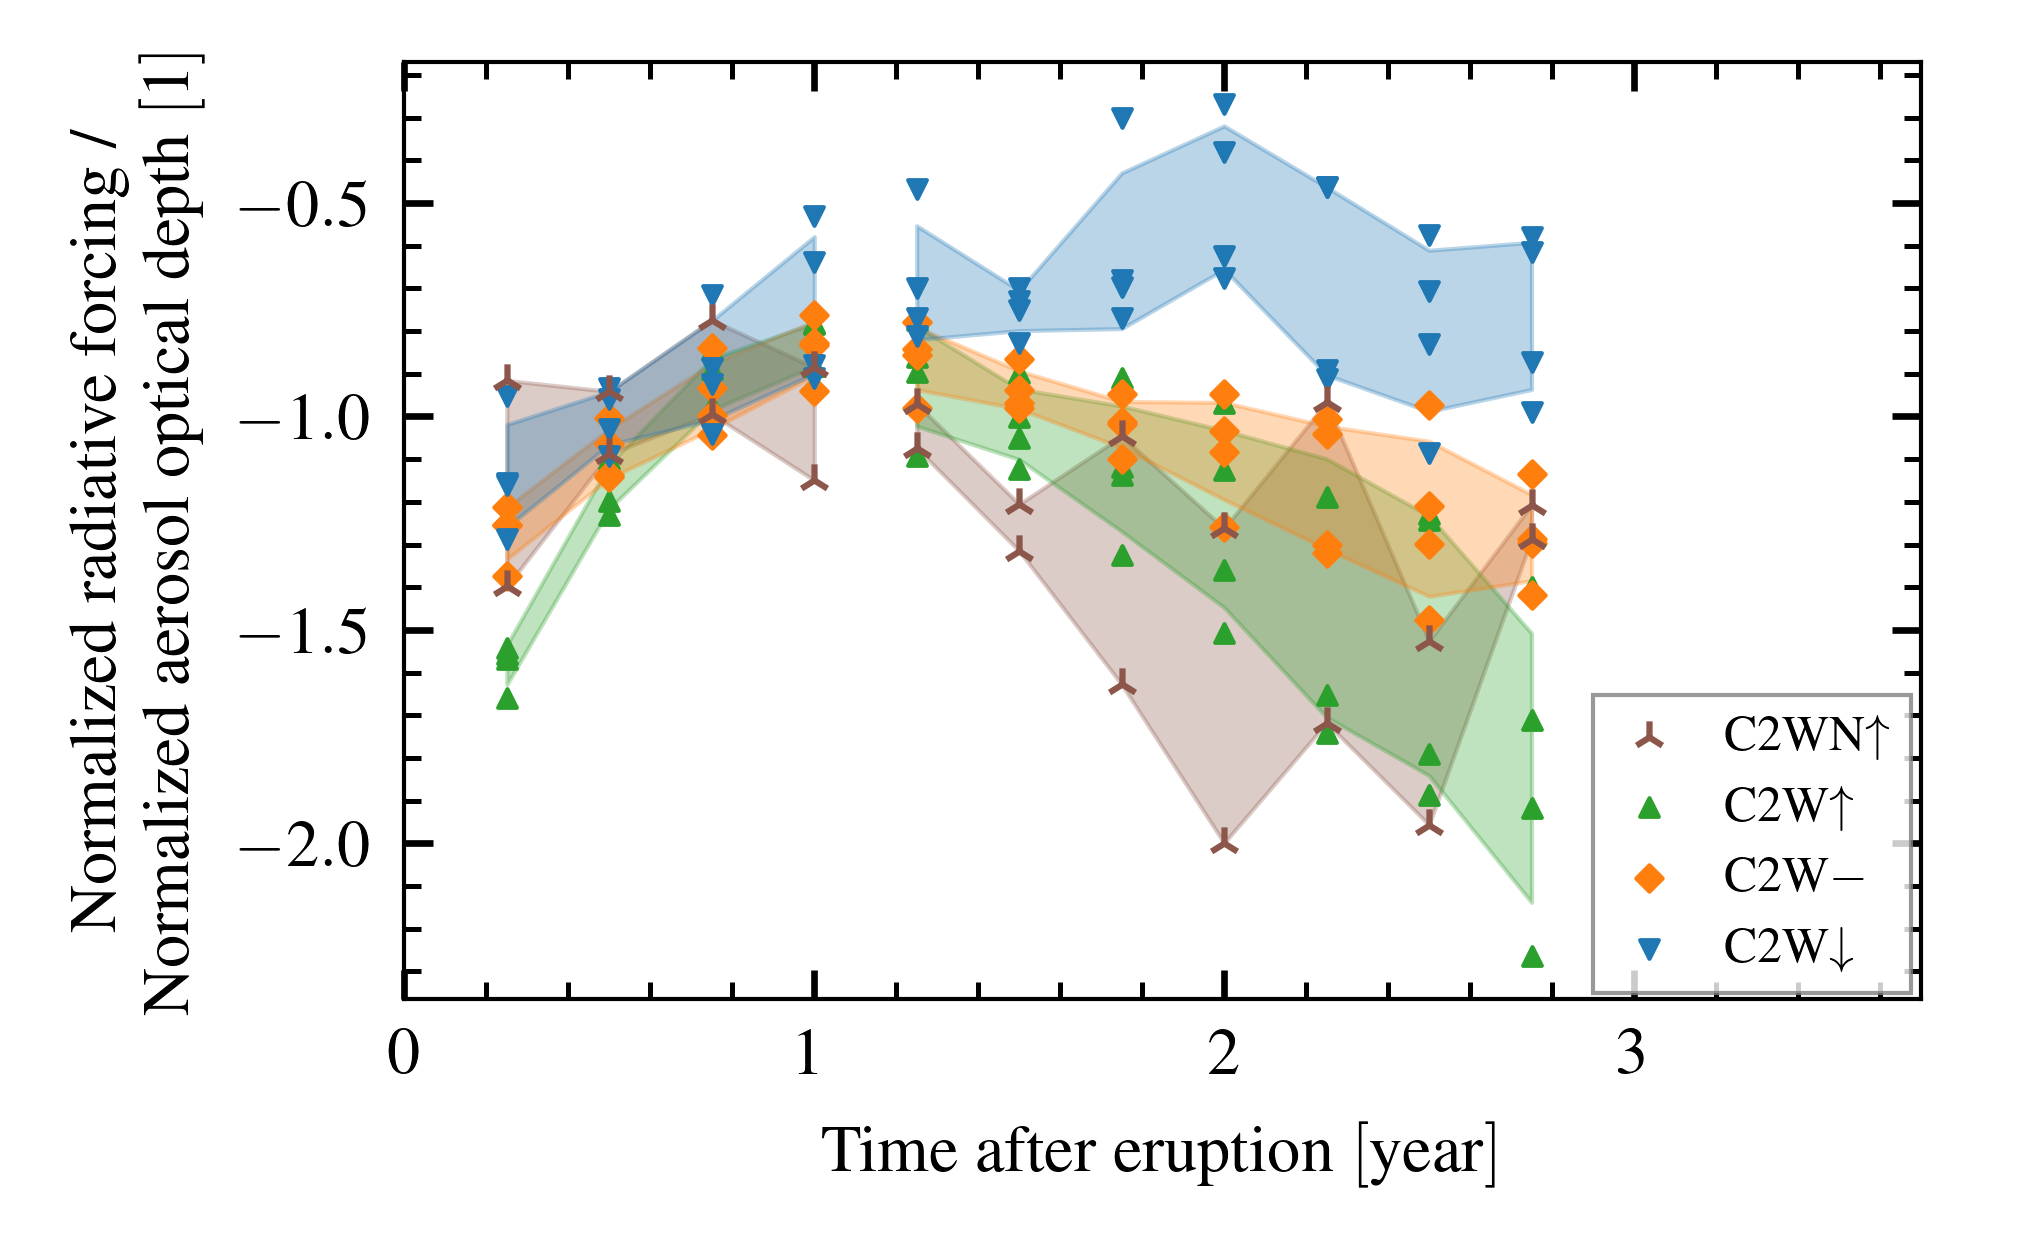 Normalized radiative forcing /
Normalized aerosol optical depth [1]
−0.5
−1.0
−1.5
−2.0
0
1
2
3
Time after eruption [year]
C2WN↑
C2W↑
C2W−
C2W↓